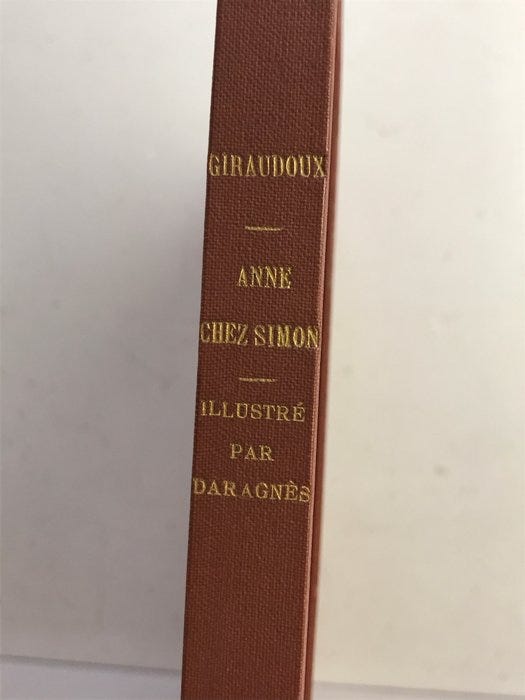 GIRAUDOUX
ANNE
CHEZ SIMON
ILLUSTRÉ
PAR
DARAGNÈS